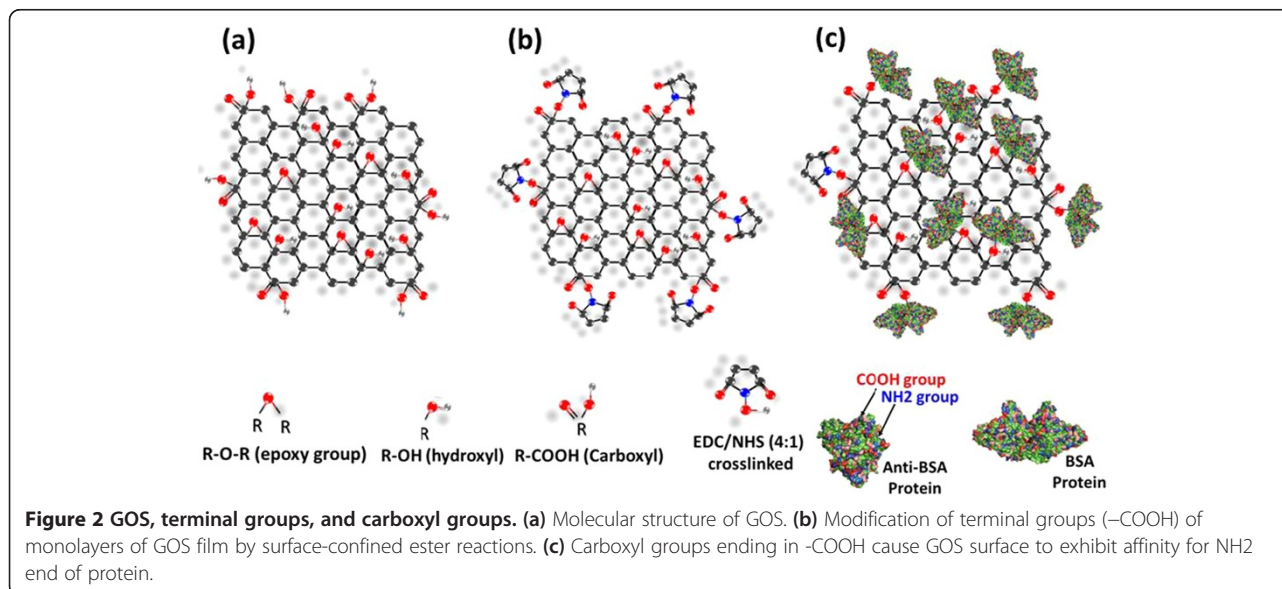 (a)
(b)
(c)
R
R
R-O-R (epoxy group)
R
R-OH (hydroxyl)
R
R-COOH (Carboxyl)
EDC/NHS (4:1)
crosslinked
COOH group
NH2 group
Anti-BSA
Protein
BSA
Protein
Figure 2 GOS, terminal groups, and carboxyl groups. (a) Molecular structure of GOS. (b) Modification of terminal groups (–COOH) of
monolayers of GOS film by surface-confined ester reactions. (c) Carboxyl groups ending in -COOH cause GOS surface to exhibit affinity for NH2
end of protein.